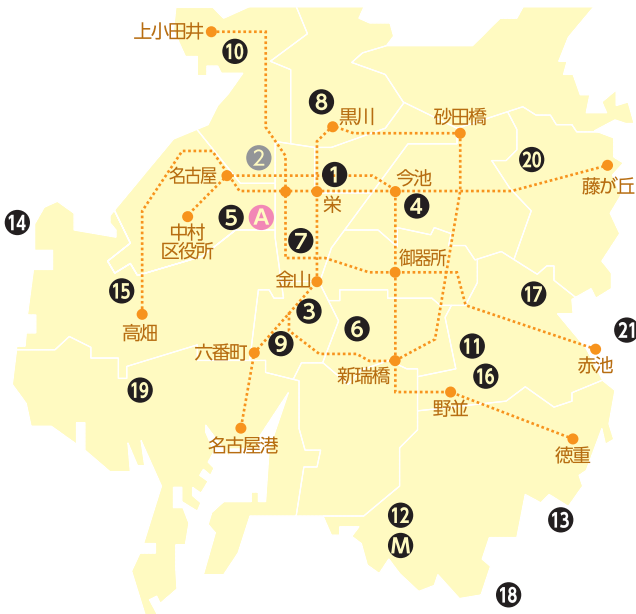 上小田井
10
8
黒川
砂田橋
2
20
名古屋
1
今池
藤が丘
栄
4
14
5
A
中村
区役所
7
御器所
金山
15
17
3
高畑
6
21
六番町
9
11
赤池
新瑞橋
16
19
野並
名古屋港
徳重
12
13
M
18